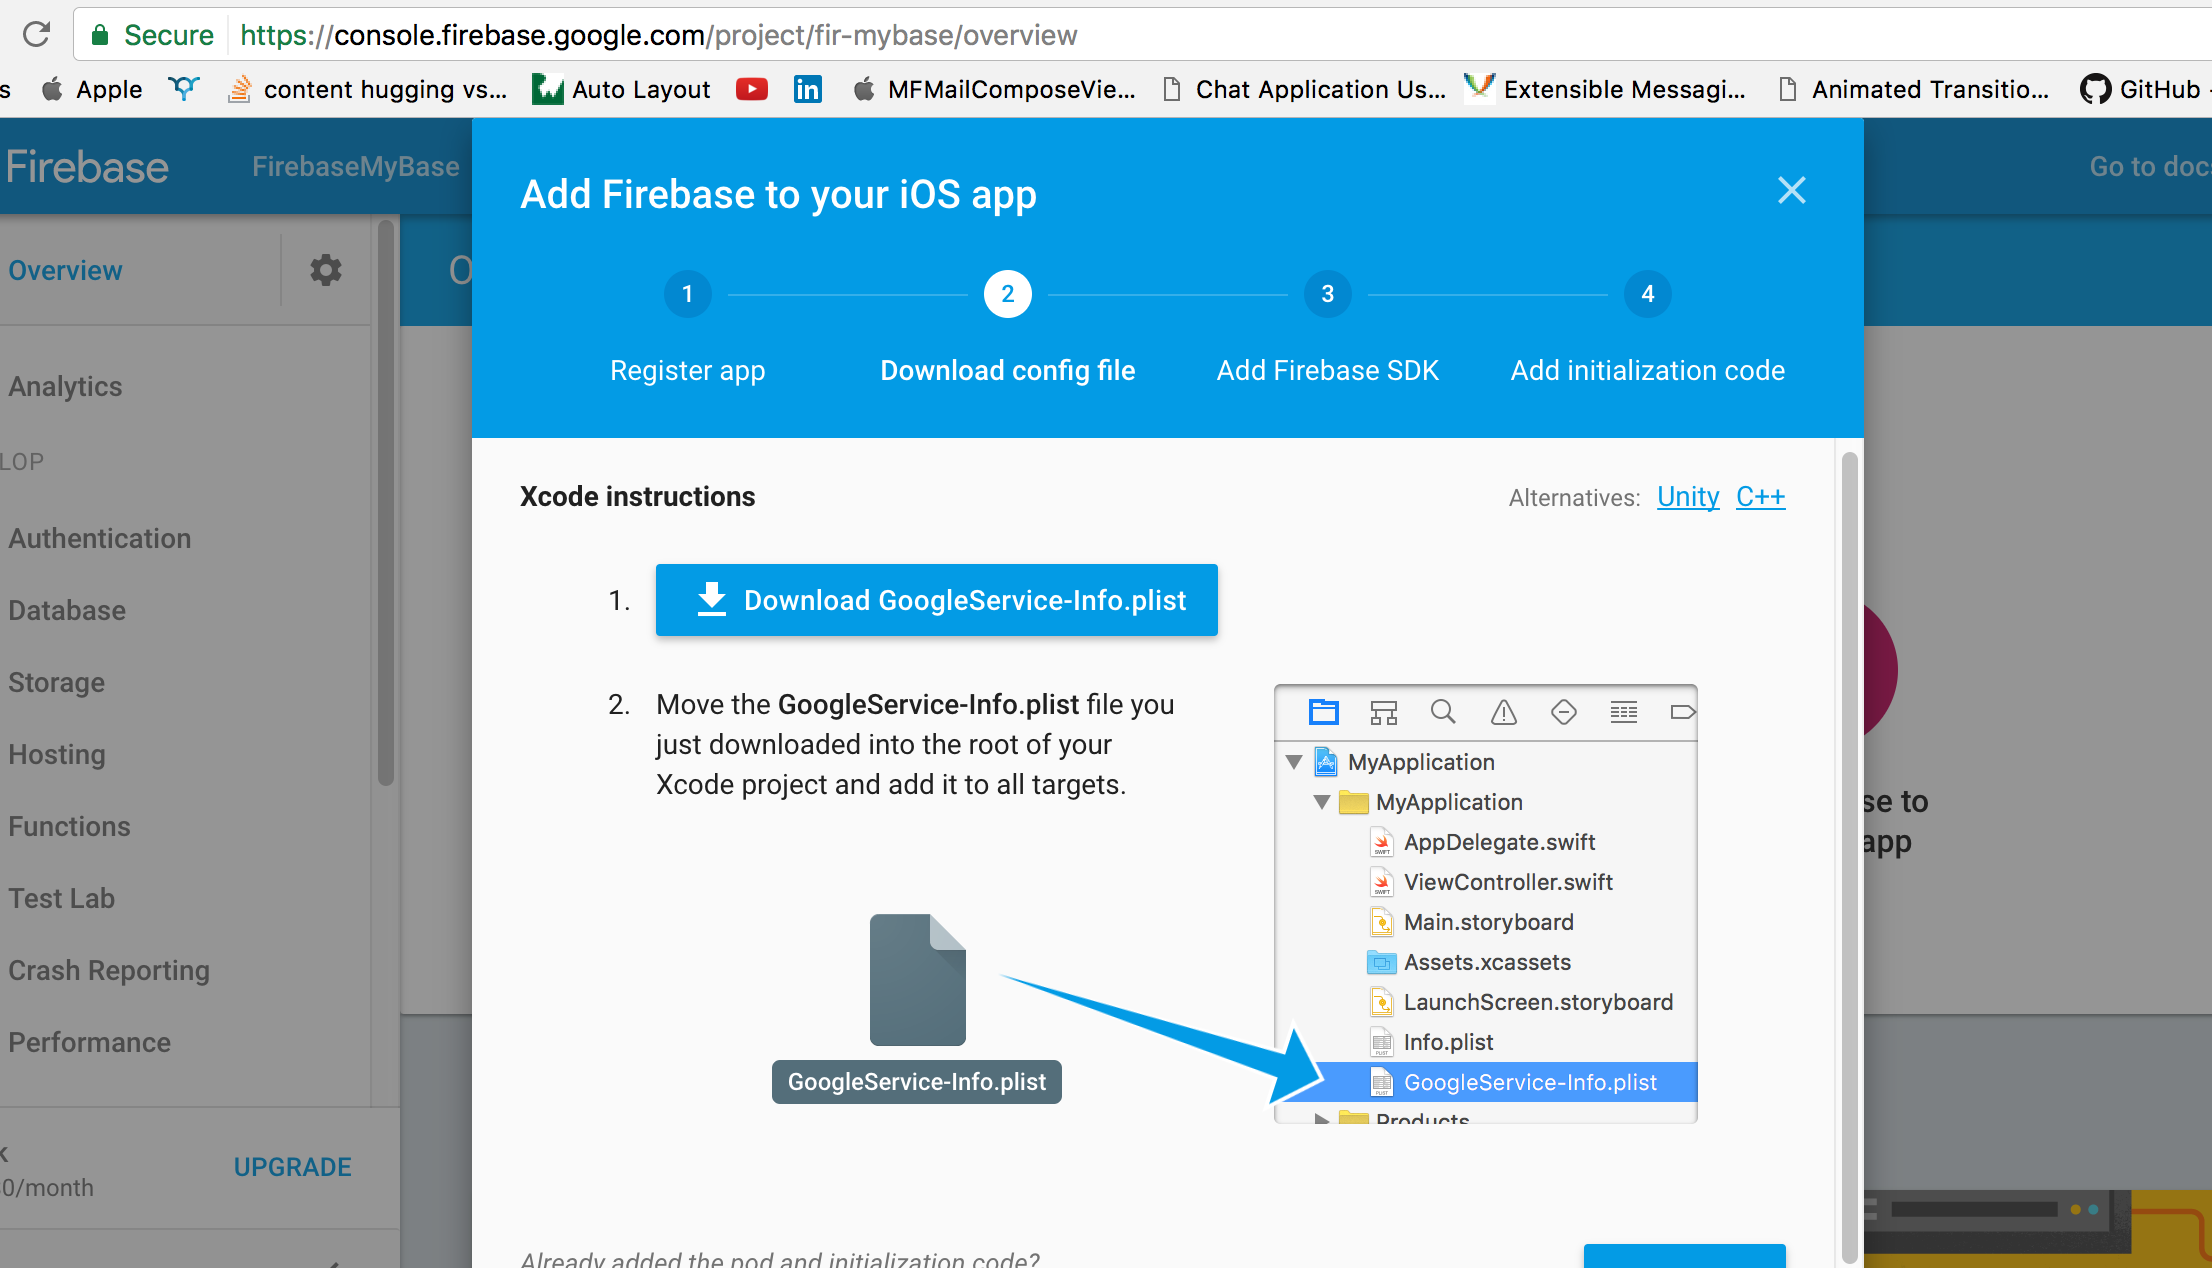 Secure https://console.firebase.google.com/project/fir-mybase/overview
s Apple content hugging vs... Auto Layout MFMailComposeVie... Chat Application Us... Extensible Messagi... Animated Transitio... GitHub
Firebase FirebaseMyBase Go to docs
Add Firebase to your iOS app
Overview
1 2 3 4
Register app Download config file Add Firebase SDK Add initialization code
Analytics
LOP
Authentication
Database
Storage
Hosting
Functions
Test Lab
Crash Reporting
Performance
UPGRADE
0/month
Xcode instructions Alternatives: Unity C++
1. Download GoogleService-Info.plist
2. Move the GoogleService-Info.plist file you
just downloaded into the root of your
Xcode project and add it to all targets.
GoogleService-Info.plist
MyApplication
MyApplication
AppDelegate.swift
ViewController.swift
Main.storyboard
Assets.xcassets
LaunchScreen.storyboard
Info.plist
GoogleService-Info.plist
Products
se to
app
Already added the pod and initialization code?